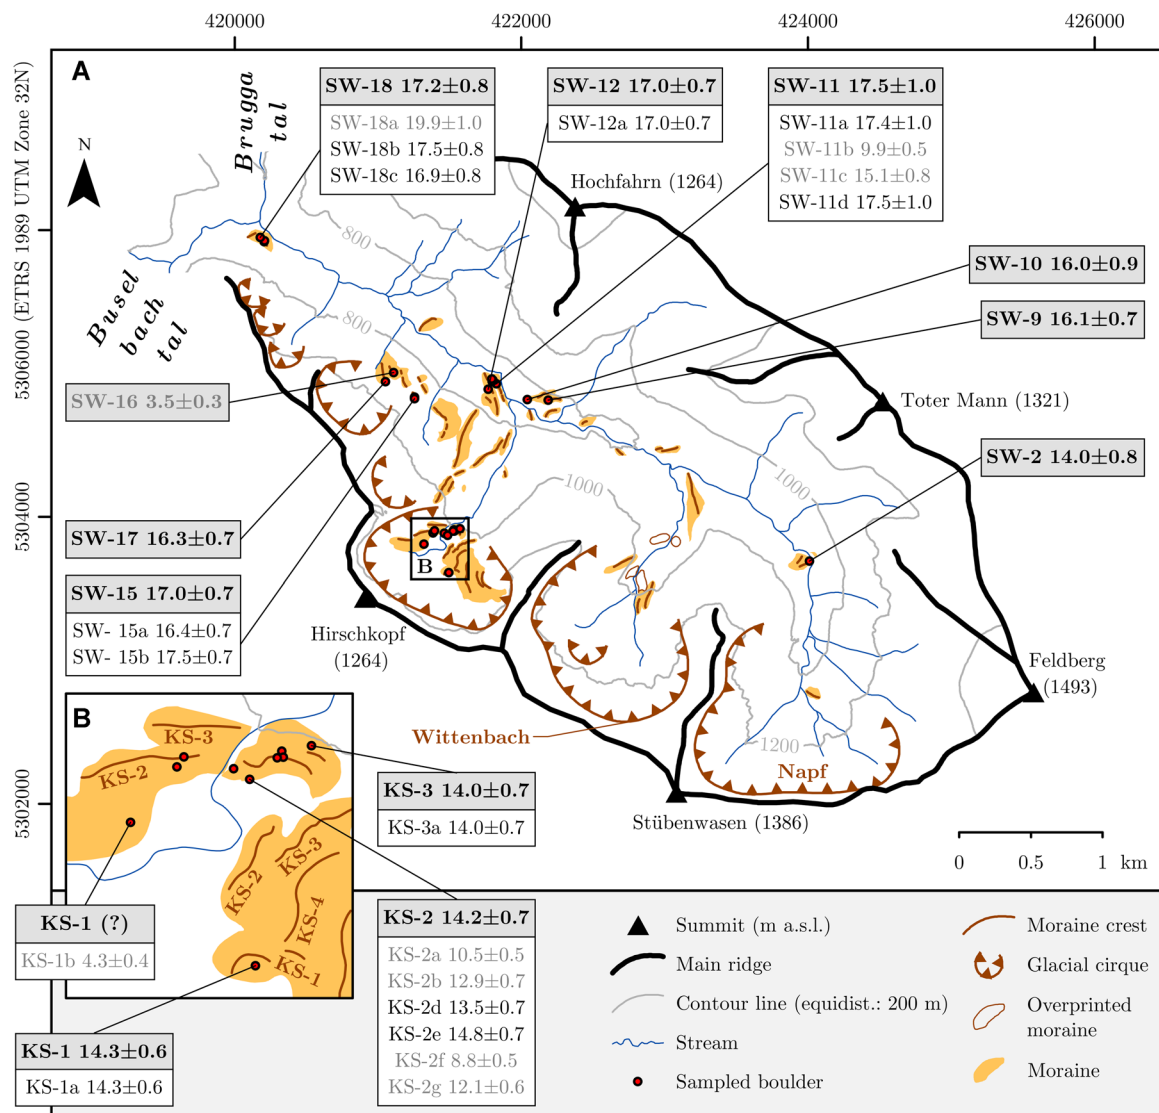 420000
422000
424000
426000
5306000 (ETRS 1989 UTM Zone 32N)
5304000
5302000
A
N
Brugga
tal
Busel
bach
tal
SW-18 17.2±0.8
SW-18a 19.9±1.0
SW-18b 17.5±0.8
SW-18c 16.9±0.8
SW-12 17.0±0.7
SW-12a 17.0±0.7
SW-11 17.5±1.0
SW-11a 17.4±1.0
SW-11b 9.9±0.5
SW-11c 15.1±0.8
SW-11d 17.5±1.0
Hochfahrn (1264)
800
SW-10 16.0±0.9
SW-9 16.1±0.7
800
SW-16 3.5±0.3
Toter Mann (1321)
SW-2 14.0±0.8
1000
1000
SW-17 16.3±0.7
B
SW-15 17.0±0.7
SW- 15a 16.4±0.7
SW- 15b 17.5±0.7
Hirschkopf
(1264)
Feldberg
(1493)
Wittenbach
1200
Napf
Stübenwasen (1386)
0 1 km
B
KS-3
KS-2
KS-3
KS-2
KS-4
KS-1
KS-3 14.0±0.7
KS-3a 14.0±0.7
KS-1 (?)
KS-1b 4.3±0.4
KS-2 14.2±0.7
KS-2a 10.5±0.5
KS-2b 12.9±0.7
KS-2d 13.5±0.7
KS-2e 14.8±0.7
KS-2f 8.8±0.5
KS-2g 12.1±0.6
KS-1 14.3±0.6
KS-1a 14.3±0.6
Summit (m a.s.l.)
Main ridge
Contour line (equidist.: 200 m)
Stream
Sampled boulder
Moraine crest
Glacial cirque
Overprinted
moraine
Moraine